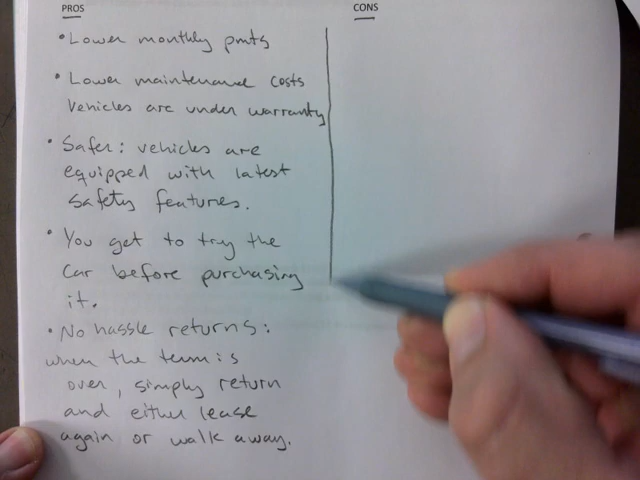 PROS
• Lower monthly pmts
• Lower maintenance costs
vehicles are under warranty
• Safer: vehicles are
equipped with latest
safety features.
• You get to try the
car before purchasing
it.
• No hassle returns:
when the term is
over, simply return
and either lease
again or walk away.
CONS